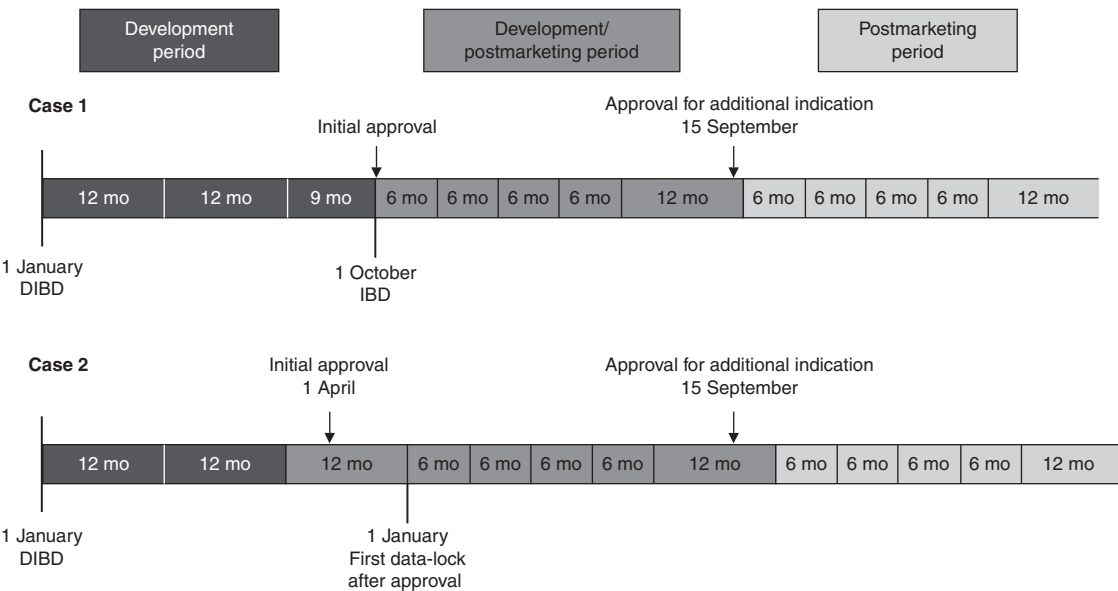 Development
period
Development/
postmarketing period
Postmarketing
period
Case 1
Initial approval
Approval for additional indication
15 September
12 mo 12 mo 9 mo 6 mo 6 mo 6 mo 6 mo 12 mo 6 mo 6 mo 6 mo 6 mo 12 mo
1 January
DIBD
1 October
IBD
Case 2
Initial approval
1 April
Approval for additional indication
15 September
12 mo 12 mo 12 mo 6 mo 6 mo 6 mo 6 mo 12 mo 6 mo 6 mo 6 mo 6 mo 12 mo
1 January
DIBD
1 January
First data-lock
after approval